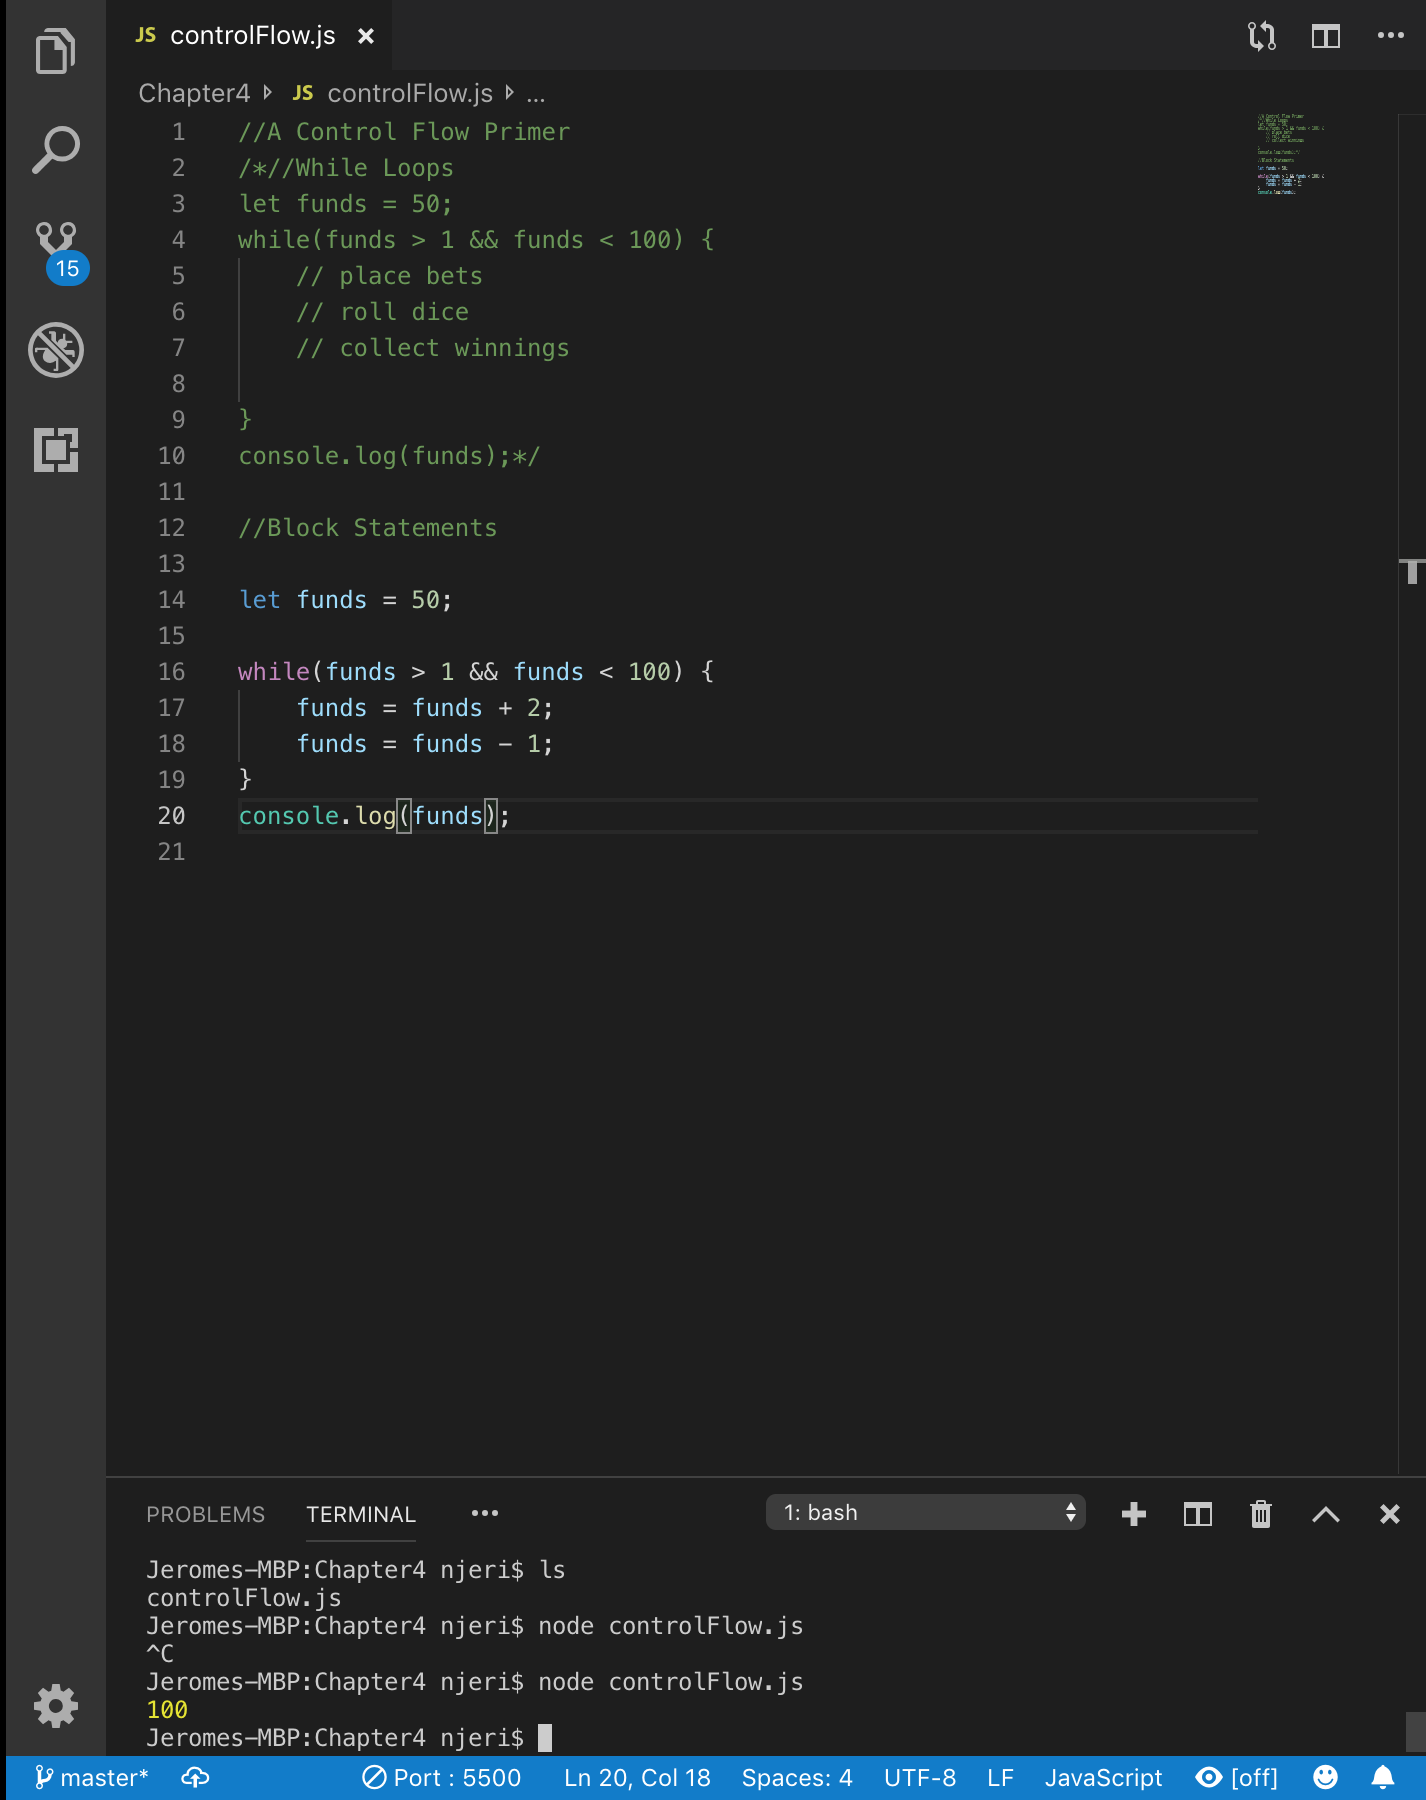 JS controlFlow.js
Chapter4 JS controlFlow.js ...
1 //A Control Flow Primer
2 /*//While Loops
3 let funds = 50;
4 while(funds > 1 && funds < 100) {
5     // place bets
6     // roll dice
7     // collect winnings
8
9 }
10 console.log(funds);*/
11
12 //Block Statements
13
14 let funds = 50;
15
16 while(funds > 1 && funds < 100) {
17     funds = funds + 2;
18     funds = funds - 1;
19 }
20 console.log(funds);
21
15
PROBLEMS TERMINAL ... 1: bash
Jeromes-MBP:Chapter4 njeri$ ls
controlFlow.js
Jeromes-MBP:Chapter4 njeri$ node controlFlow.js
^C
Jeromes-MBP:Chapter4 njeri$ node controlFlow.js
100
Jeromes-MBP:Chapter4 njeri$
master* Port : 5500 Ln 20, Col 18 Spaces: 4 UTF-8 LF JavaScript [off]